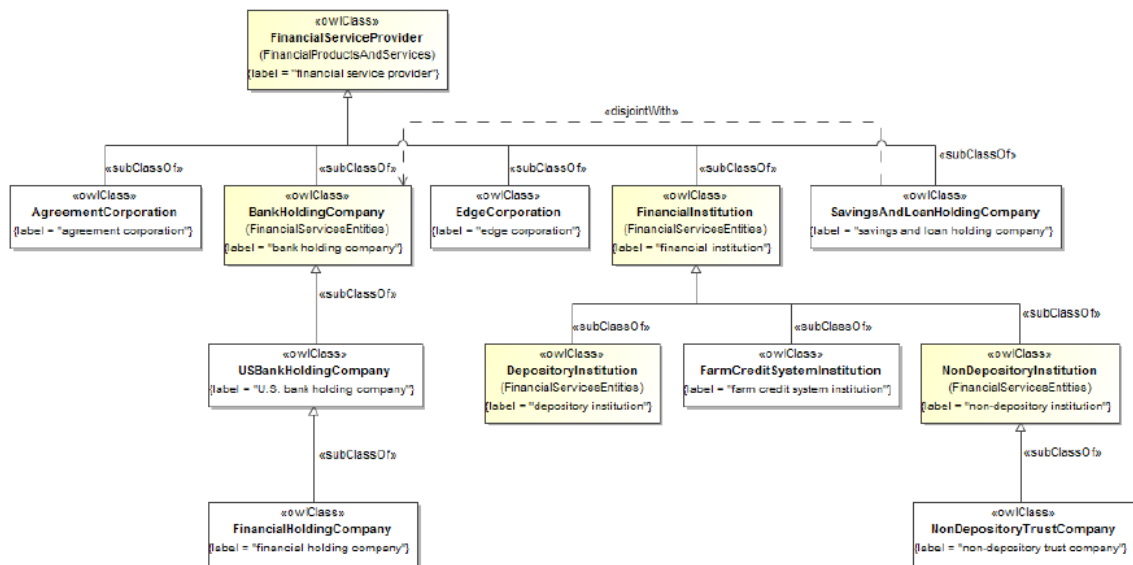 «owlClass»
FinancialServiceProvider
(FinancialProductsAndServices)
{label = "financial service provider"}
«disjointWith»
«subClassOf»
«subClassOf»
«subClassOf»
«subClassOf»
«subClassOf»
«owlClass»
AgreementCorporation
{label = "agreement corporation"}
«owlClass»
BankHoldingCompany
(FinancialServicesEntities)
{label = "bank holding company"}
«owlClass»
EdgeCorporation
{label = "edge corporation"}
«owlClass»
FinancialInstitution
(FinancialServicesEntities)
{label = "financial institution"}
«owlClass»
SavingsAndLoanHoldingCompany
{label = "savings and loan holding company"}
«subClassOf»
«subClassOf»
«subClassOf»
«subClassOf»
«owlClass»
USBankHoldingCompany
{label = "U.S. bank holding company"}
«owlClass»
DepositoryInstitution
(FinancialServicesEntities)
{label = "depository institution"}
«owlClass»
FarmCreditSystemInstitution
{label = "farm credit system institution"}
«owlClass»
NonDepositoryInstitution
(FinancialServicesEntities)
{label = "non-depository institution"}
«subClassOf»
«subClassOf»
«owlClass»
FinancialHoldingCompany
{label = "financial holding company"}
«owlClass»
NonDepositoryTrustCompany
{label = "non-depository trust company"}